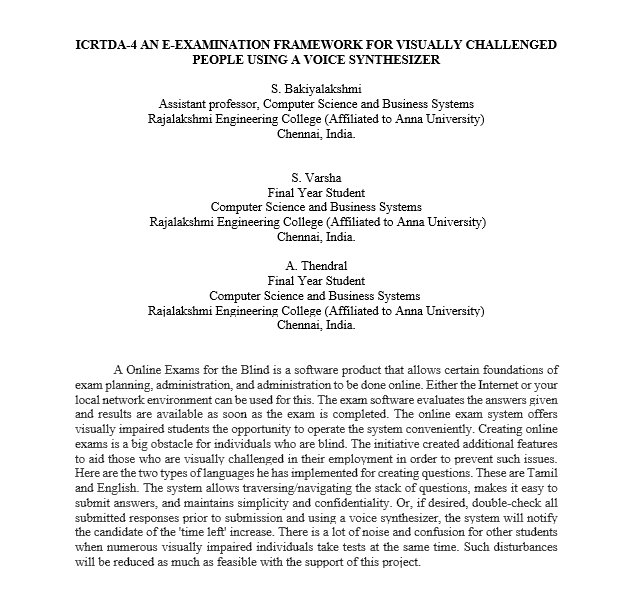 ICRTDA-4 AN E-EXAMINATION FRAMEWORK FOR VISUALLY CHALLENGED
PEOPLE USING A VOICE SYNTHESIZER
S. Bakiyalakshmi
Assistant professor, Computer Science and Business Systems
Rajalakshmi Engineering College (Affiliated to Anna University)
Chennai, India.
S. Varsha
Final Year Student
Computer Science and Business Systems
Rajalakshmi Engineering College (Affiliated to Anna University)
Chennai, India.
A. Thendral
Final Year Student
Computer Science and Business Systems
Rajalakshmi Engineering College (Affiliated to Anna University)
Chennai, India.
A Online Exams for the Blind is a software product that allows certain foundations of
exam planning, administration, and administration to be done online. Either the Internet or your
local network environment can be used for this. The exam software evaluates the answers given
and results are available as soon as the exam is completed. The online exam system offers
visually impaired students the opportunity to operate the system conveniently. Creating online
exams is a big obstacle for individuals who are blind. The initiative created additional features
to aid those who are visually challenged in their employment in order to prevent such issues.
Here are the two types of languages he has implemented for creating questions. These are Tamil
and English. The system allows traversing/navigating the stack of questions, makes it easy to
submit answers, and maintains simplicity and confidentiality. Or, if desired, double-check all
submitted responses prior to submission and using a voice synthesizer, the system will notify
the candidate of the 'time left' increase. There is a lot of noise and confusion for other students
when numerous visually impaired individuals take tests at the same time. Such disturbances
will be reduced as much as feasible with the support of this project.